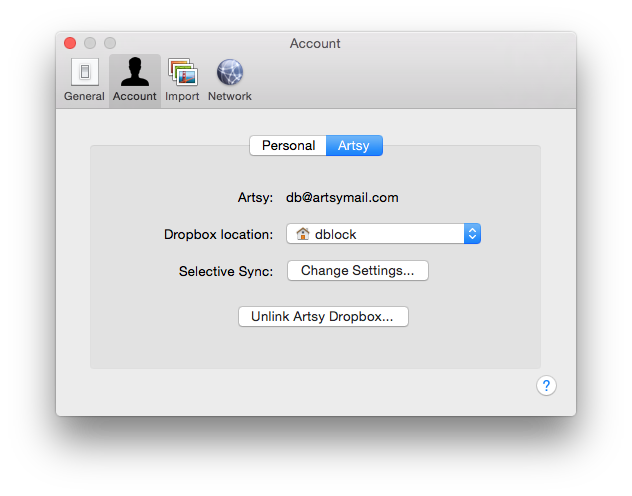 Account
General Account Import Network
Personal Artsy
Artsy: db@artsymail.com
Dropbox location: dblock
Selective Sync: Change Settings...
Unlink Artsy Dropbox...
?